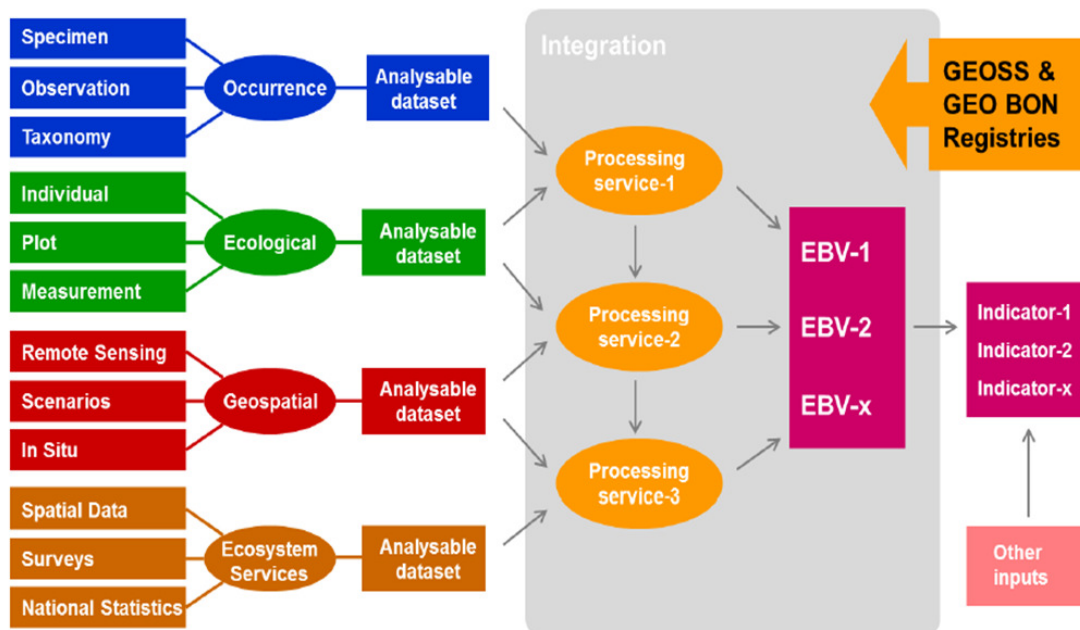 Specimen
Observation
Taxonomy
Occurrence
Analysable
dataset
Individual
Plot
Measurement
Ecological
Analysable
dataset
Remote Sensing
Scenarios
In Situ
Geospatial
Analysable
dataset
Spatial Data
Surveys
National Statistics
Ecosystem
Services
Analysable
dataset
Integration
Processing
service-1
Processing
service-2
Processing
service-3
EBV-1
EBV-2
EBV-x
GEOSS &
GEO BON
Registries
Indicator-1
Indicator-2
Indicator-x
Other
inputs